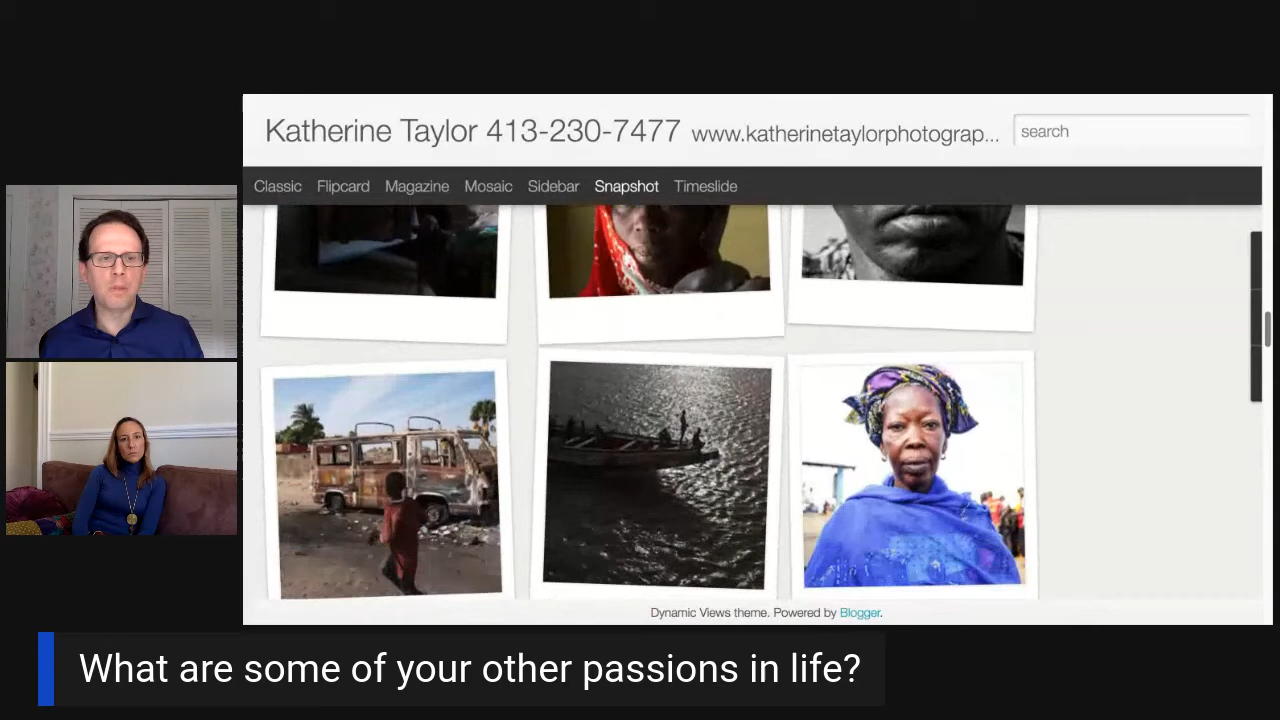 Katherine Taylor 413-230-7477 www.katherinetaylorphotograp...
search
Classic Flipcard Magazine Mosaic Sidebar Snapshot Timeslide
Dynamic Views theme. Powered by Blogger.
What are some of your other passions in life?